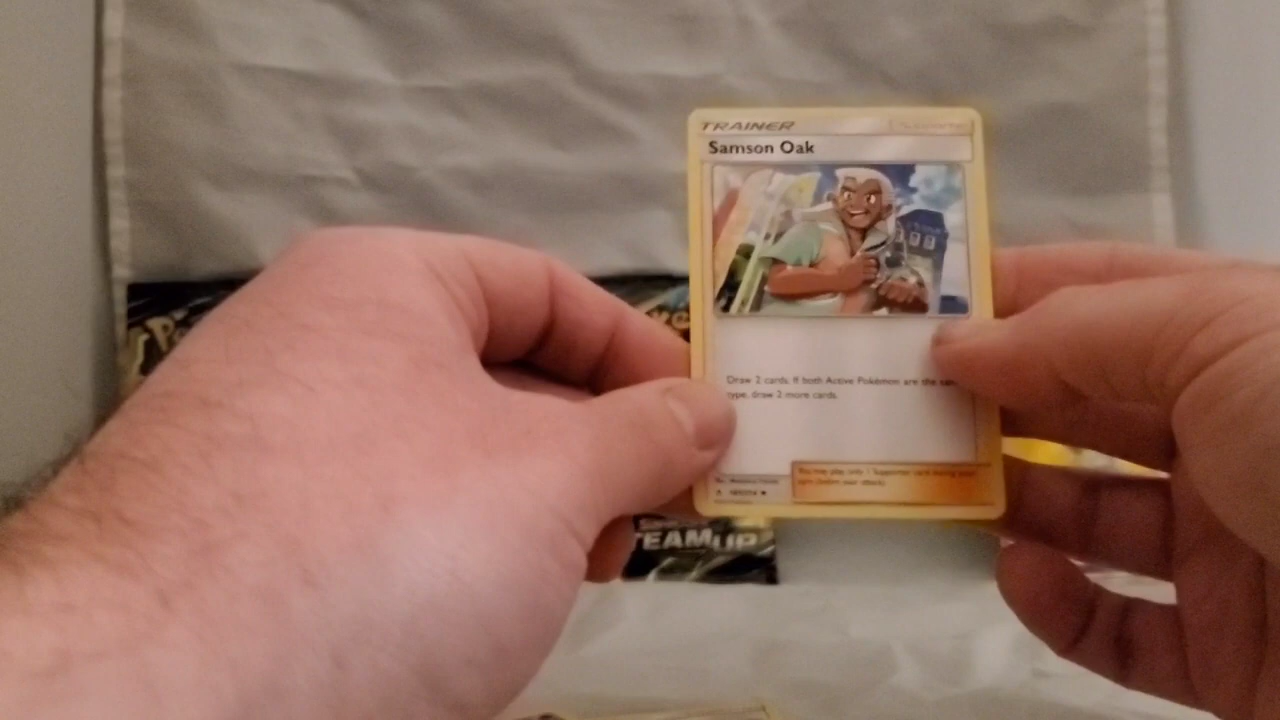 TRAINER Supporter
Samson Oak
Draw 2 cards. If both Active Pokémon are the
type, draw 2 more cards.
You may play only 1 Supporter card during your
turn (before your attack).
TEAM UP